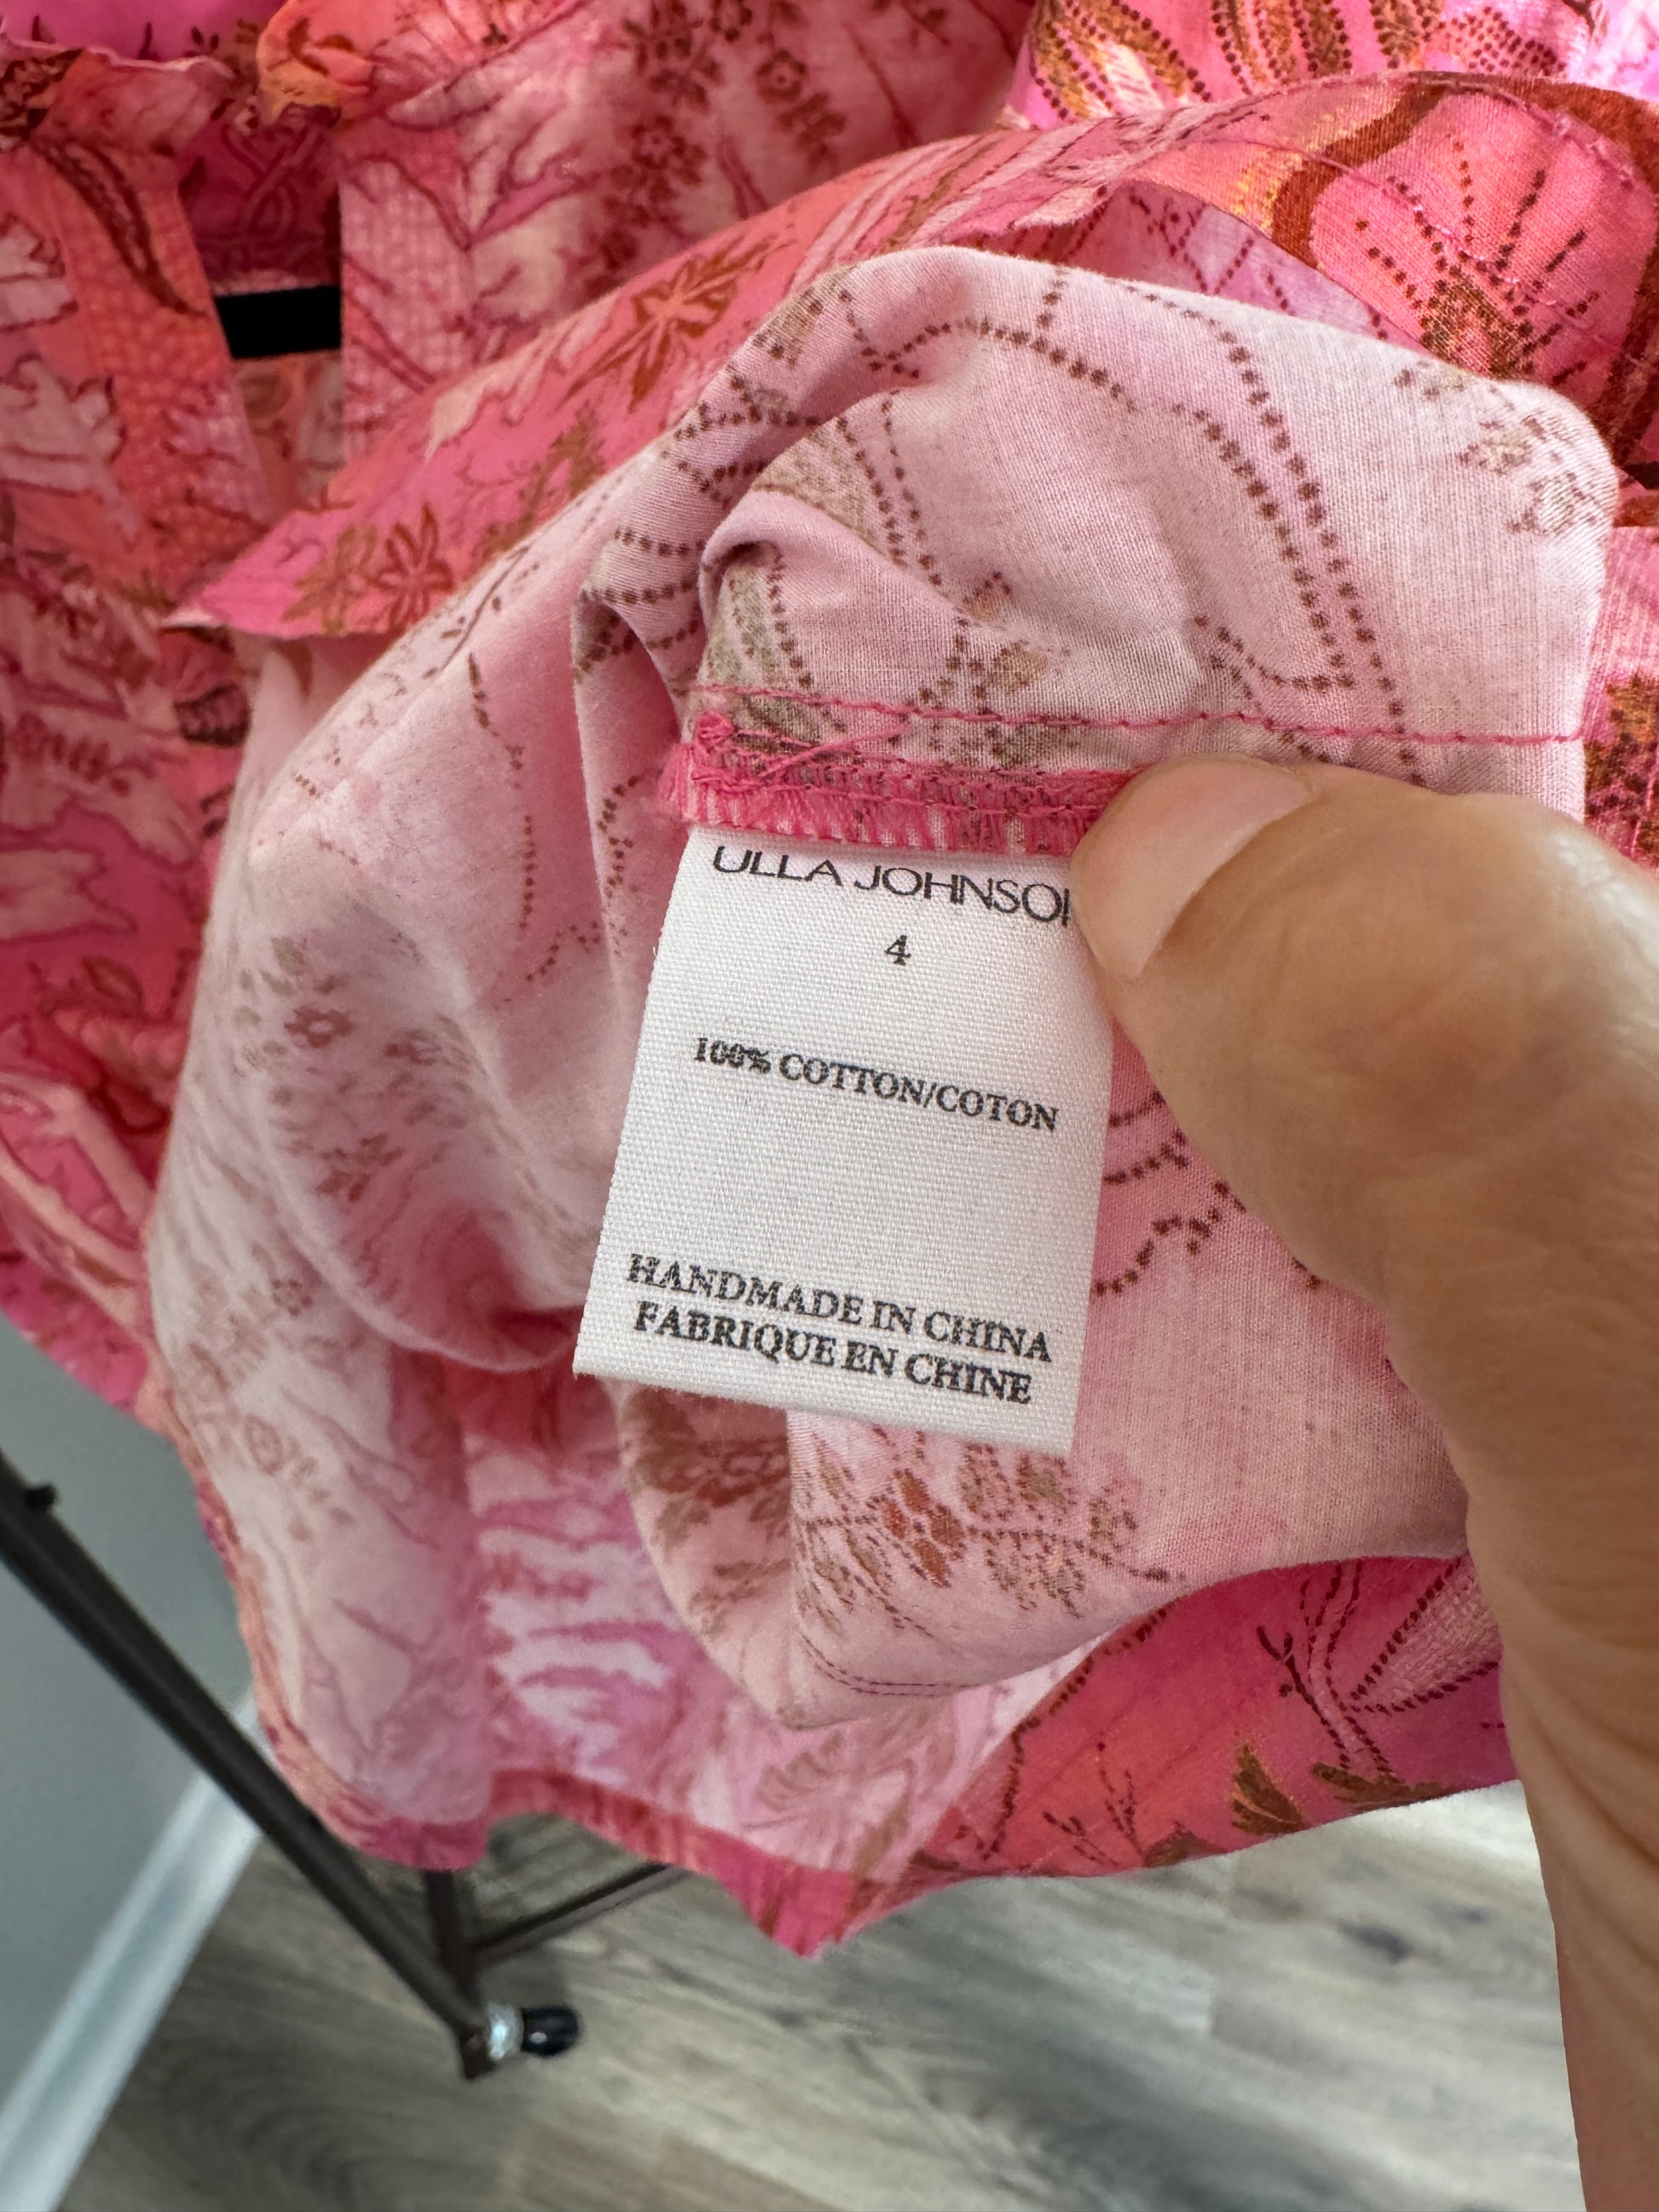 ULLA JOHNSON
4
100% COTTON/COTON
HANDMADE IN CHINA
FABRIQUE EN CHINE